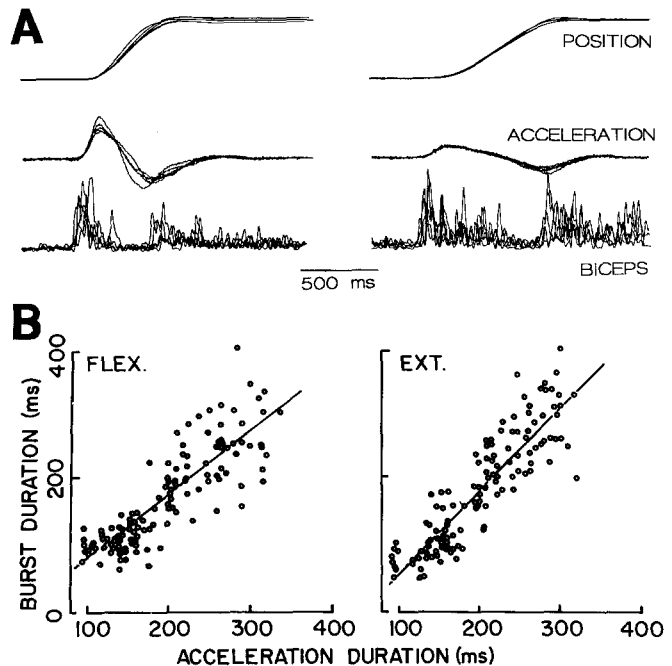 A
POSITION
ACCELERATION
BICEPS
500 ms
B
FLEX.
EXT.
BURST DURATION (ms)
400
200
0
100 200 300 400
100 200 300 400
ACCELERATION DURATION (ms)